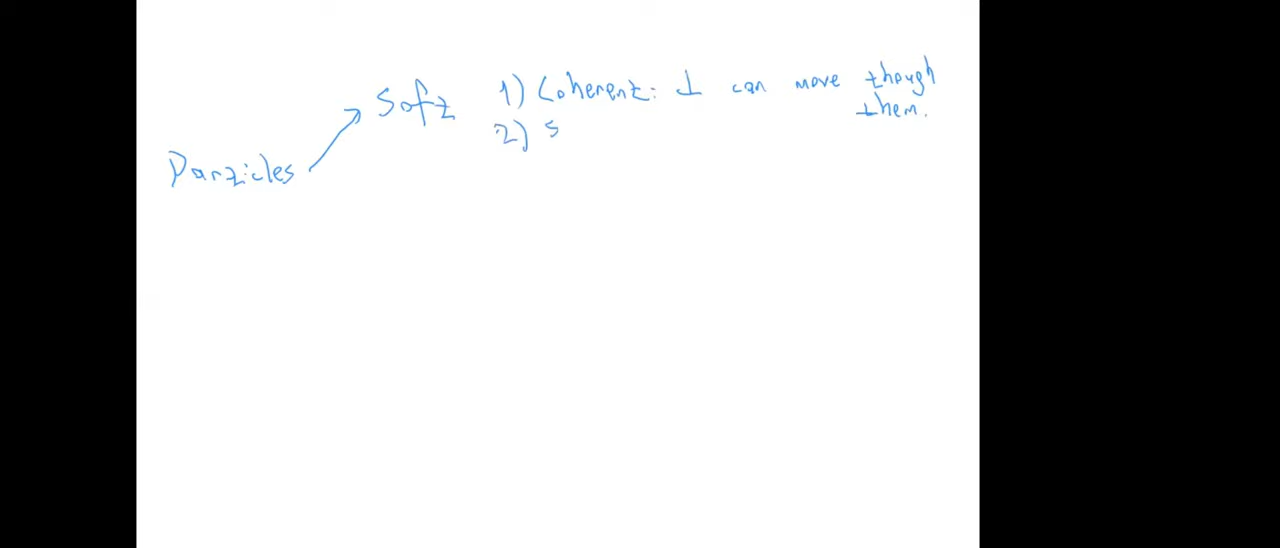 Soft 1) Coherent: ⊥ can move though them.
2) s
Particles